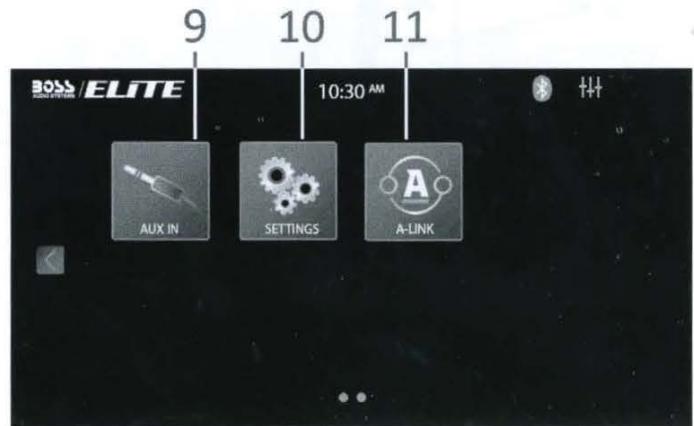 9 10 11
BOSS AUDIO SYSTEMS / ELITE 10:30 AM
AUX IN SETTINGS A-LINK